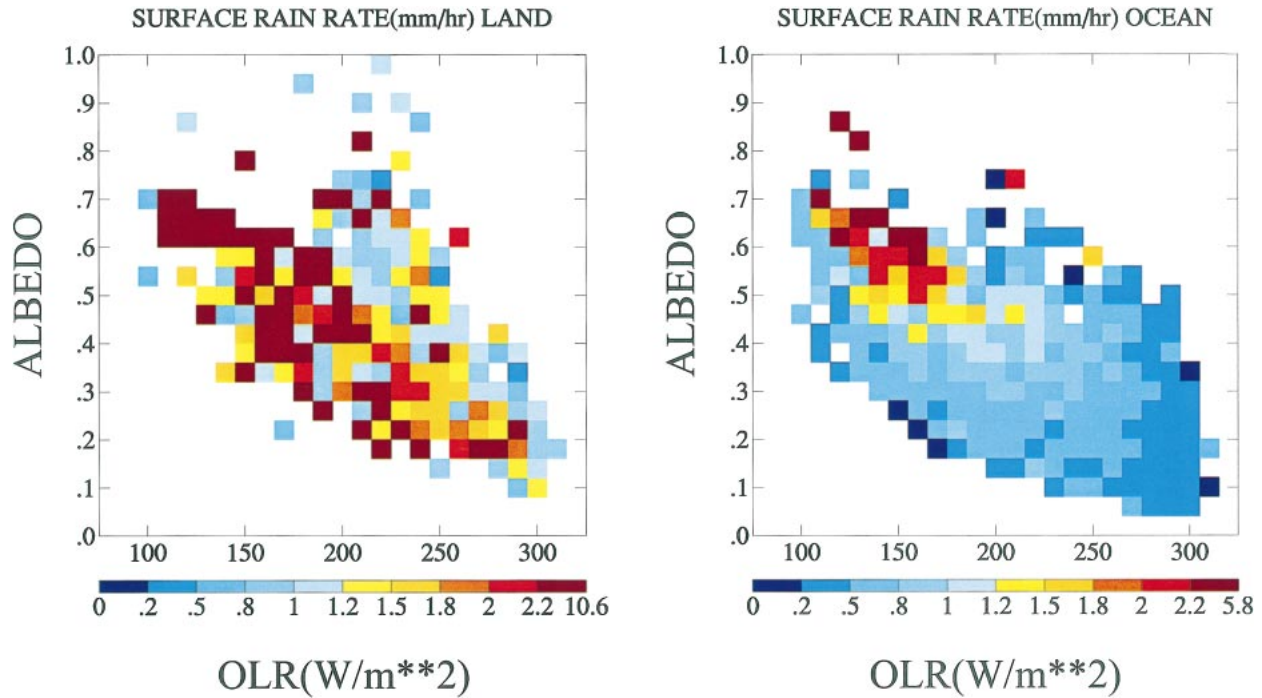 SURFACE RAIN RATE(mm/hr) LAND
1.0
.9
.8
.7
.6
.5
.4
.3
.2
.1
.0
ALBEDO
100 150 200 250 300
0 .2 .5 .8 1 1.2 1.5 1.8 2 2.2 10.6
OLR(W/m**2)
SURFACE RAIN RATE(mm/hr) OCEAN
1.0
.9
.8
.7
.6
.5
.4
.3
.2
.1
.0
ALBEDO
100 150 200 250 300
0 .2 .5 .8 1 1.2 1.5 1.8 2 2.2 5.8
OLR(W/m**2)